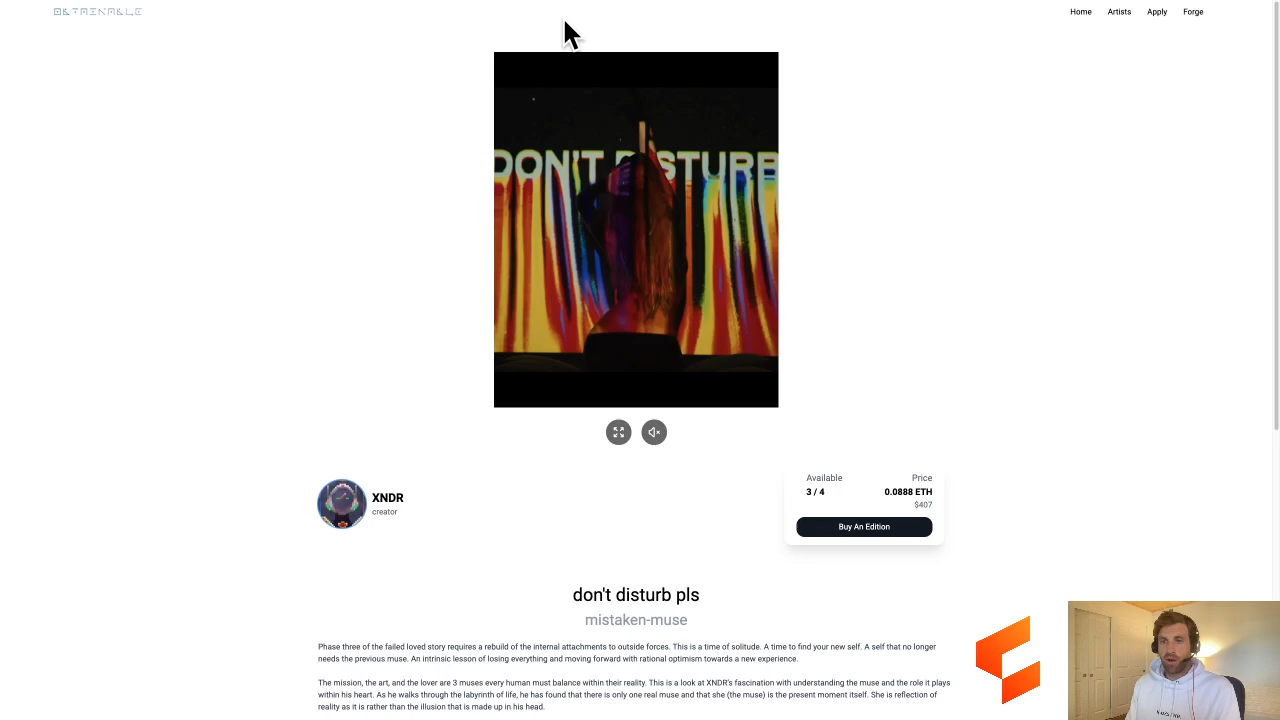 OBTAINABLE
Home Artists Apply Forge
DON'T DISTURB
XNDR
creator
Available Price
3 / 4 0.0888 ETH
$407
Buy An Edition
don't disturb pls
mistaken-muse
Phase three of the failed loved story requires a rebuild of the internal attachments to outside forces. This is a time of solitude. A time to find your new self. A self that no longer
needs the previous muse. An intrinsic lesson of losing everything and moving forward with rational optimism towards a new experience.
The mission, the art, and the lover are 3 muses every human must balance within their reality. This is a look at XNDR's fascination with understanding the muse and the role it plays
within his heart. As he walks through the labyrinth of life, he has found that there is only one real muse and that she (the muse) is the present moment itself. She is reflection of
reality as it is rather than the illusion that is made up in his head.